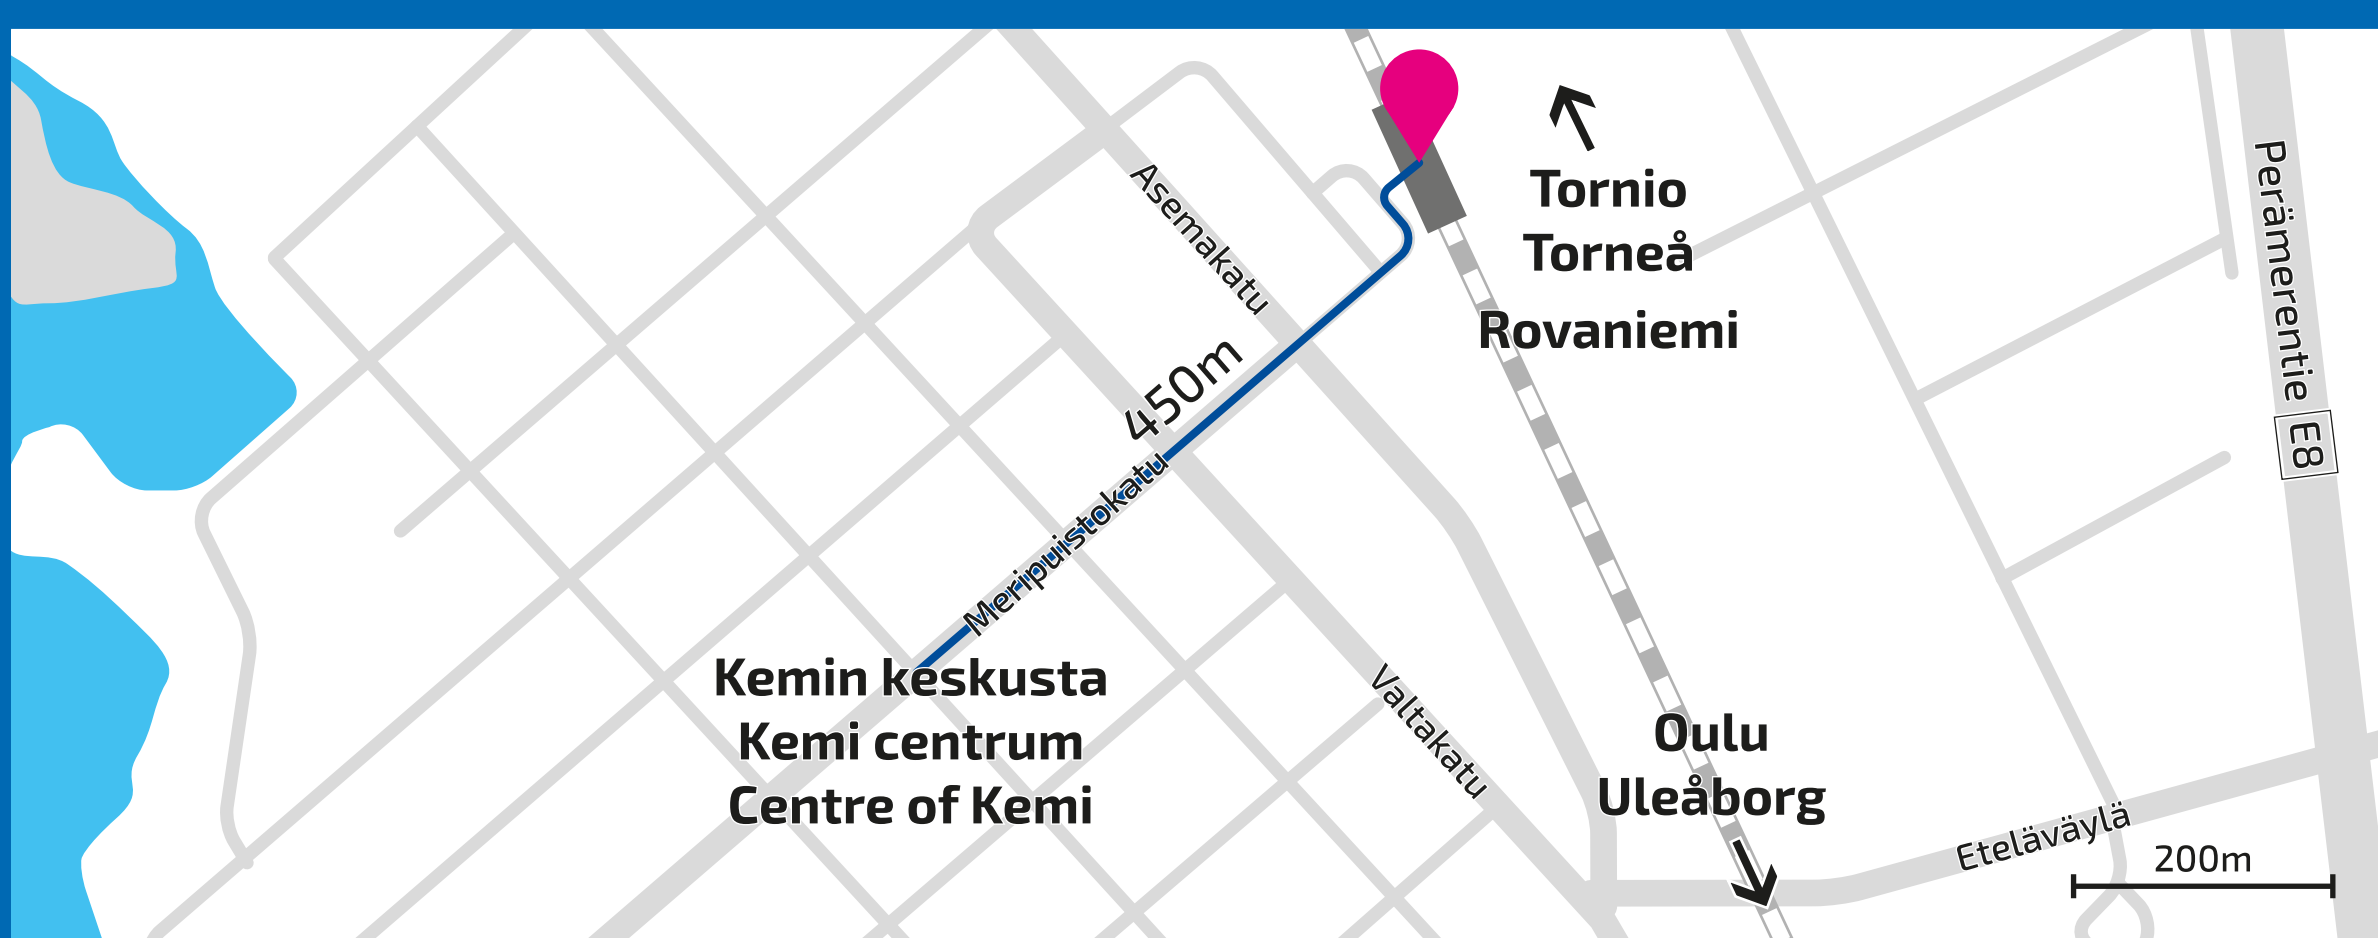 Asemakatu
450m
Meripuistokatu
Kemin keskusta
Kemi centrum
Centre of Kemi
Tornio
Torneå
Rovaniemi
Perämerentie
E8
Valtakatu
Oulu
Uleåborg
Eteläväylä
200m